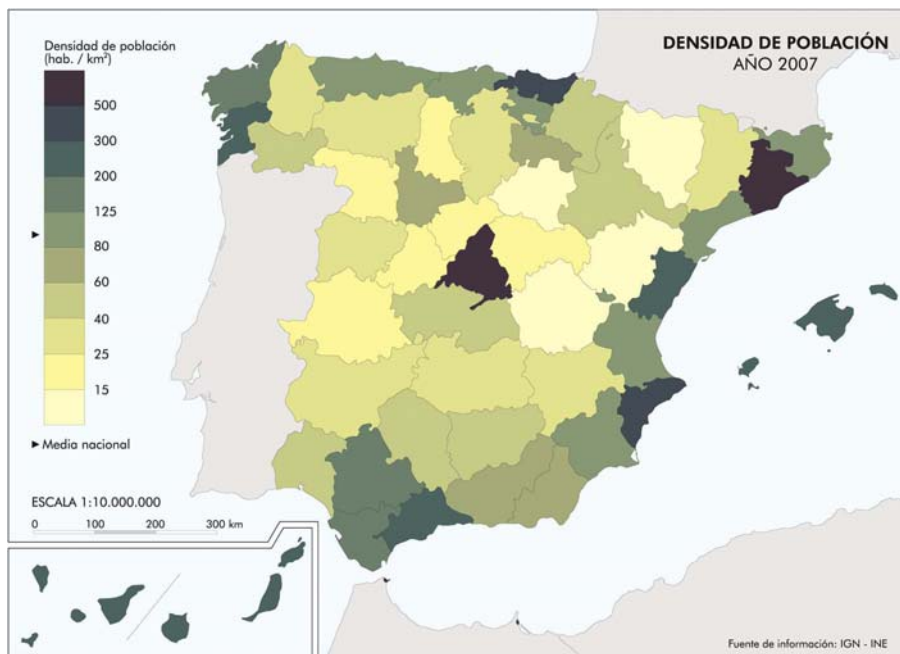 DENSIDAD DE POBLACIÓN
AÑO 2007
Densidad de población
(hab. / km²)
500
300
200
125
80
60
40
25
15
Media nacional
ESCALA 1:10.000.000
0 100 200 300 km
Fuente de información: IGN - INE